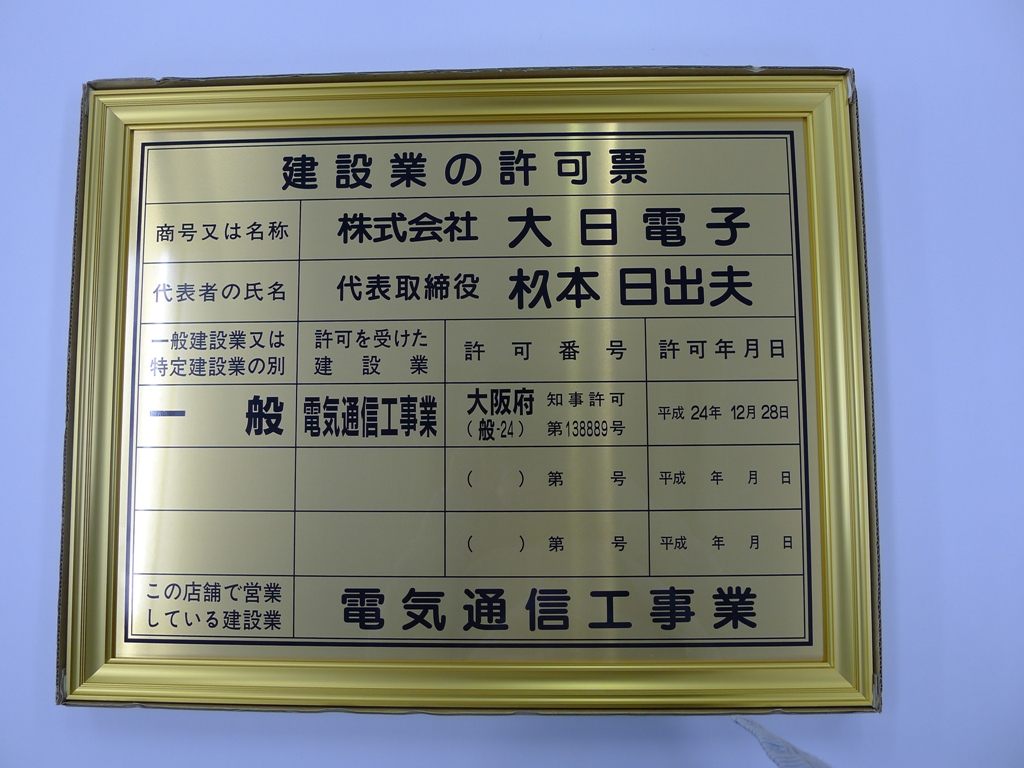 建設業の許可票
商号又は名称 株式会社 大日電子
代表者の氏名 代表取締役 杦本 日出夫
一般建設業又は
特定建設業の別
許可を受けた
建設業
許可番号
許可年月日
一般 電気通信工事業
大阪府 知事許可
(般-24) 第138889号
平成 24年 12月 28日
( ) 第 号 平成 年 月 日
( ) 第 号 平成 年 月 日
この店舗で営業
している建設業
電気通信工事業